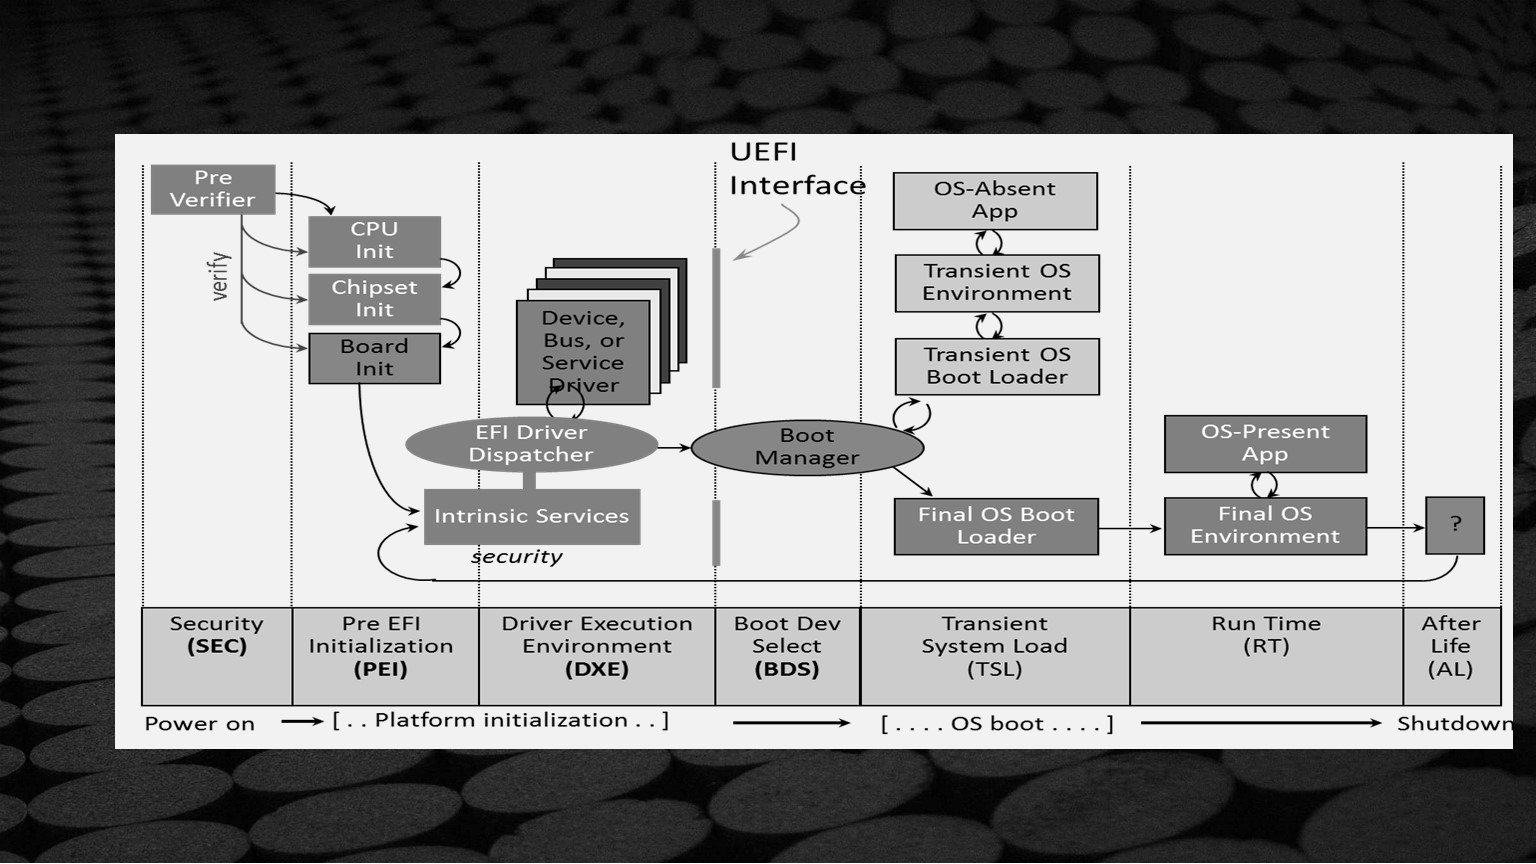 UEFI
Interface
Pre
Verifier
verify
CPU
Init
Chipset
Init
Board
Init
Device,
Bus, or
Service
Driver
EFI Driver
Dispatcher
Intrinsic Services
security
Boot
Manager
OS-Absent
App
Transient OS
Environment
Transient OS
Boot Loader
Final OS Boot
Loader
OS-Present
App
Final OS
Environment
?
Security
(SEC)
Pre EFI
Initialization
(PEI)
Driver Execution
Environment
(DXE)
Boot Dev
Select
(BDS)
Transient
System Load
(TSL)
Run Time
(RT)
After
Life
(AL)
Power on
[ . . Platform initialization . . ]
[ . . . . OS boot . . . . ]
Shutdown